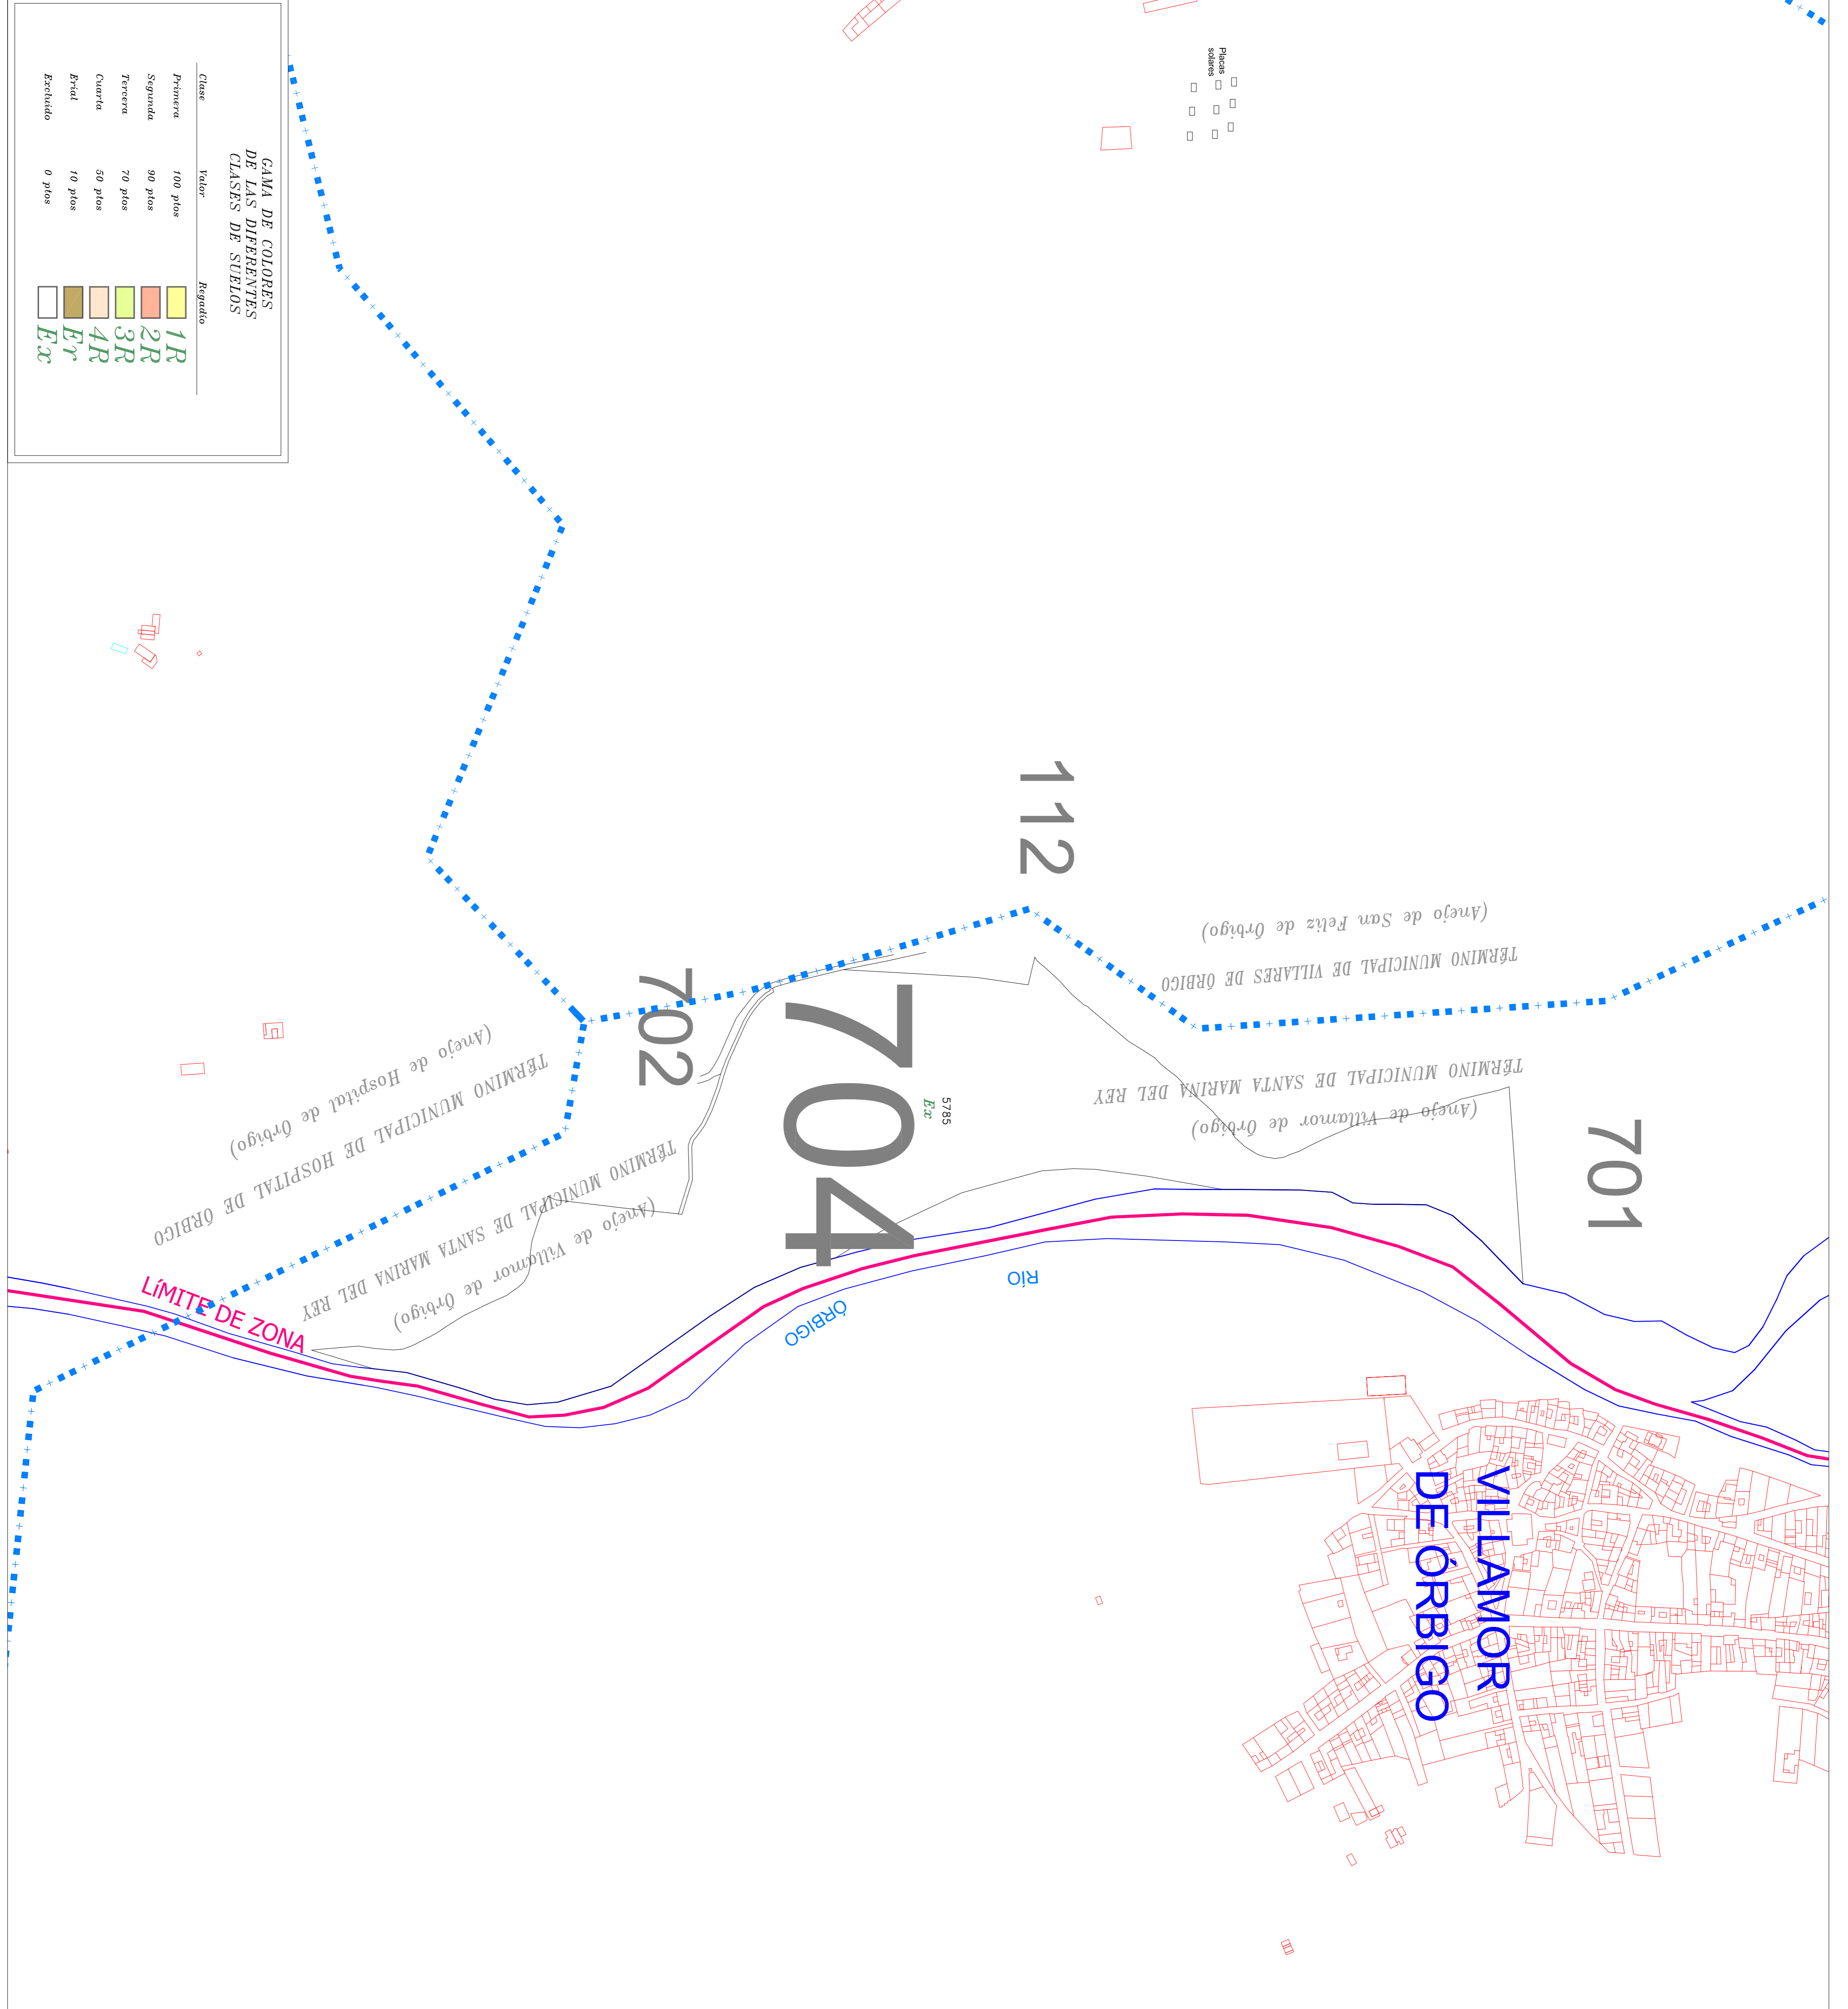 GAMA DE COLORES
DE LAS DIFERENTES
CLASES DE SUELOS
Clase Valor Regadío
Primera 100 ptos 1R
Segunda 90 ptos 2R
Tercera 70 ptos 3R
Cuarta 50 ptos 4R
Erial 10 ptos Er
Excluido 0 ptos Ex
Placas
solares
112
(Anejo de San Feliz de Órbigo)
TÉRMINO MUNICIPAL DE VILLARES DE ÓRBIGO
TÉRMINO MUNICIPAL DE SANTA MARINA DEL REY
(Anejo de Villamor de Órbigo)
701
702
704
5785
Ex
(Anejo de Hospital de Órbigo)
TÉRMINO MUNICIPAL DE HOSPITAL DE ÓRBIGO
TÉRMINO MUNICIPAL DE SANTA MARINA DEL REY
(Anejo de Villamor de Órbigo)
LíMITE DE ZONA
RÍO
ÓRBIGO
VILLAMOR
DE ÓRBIGO